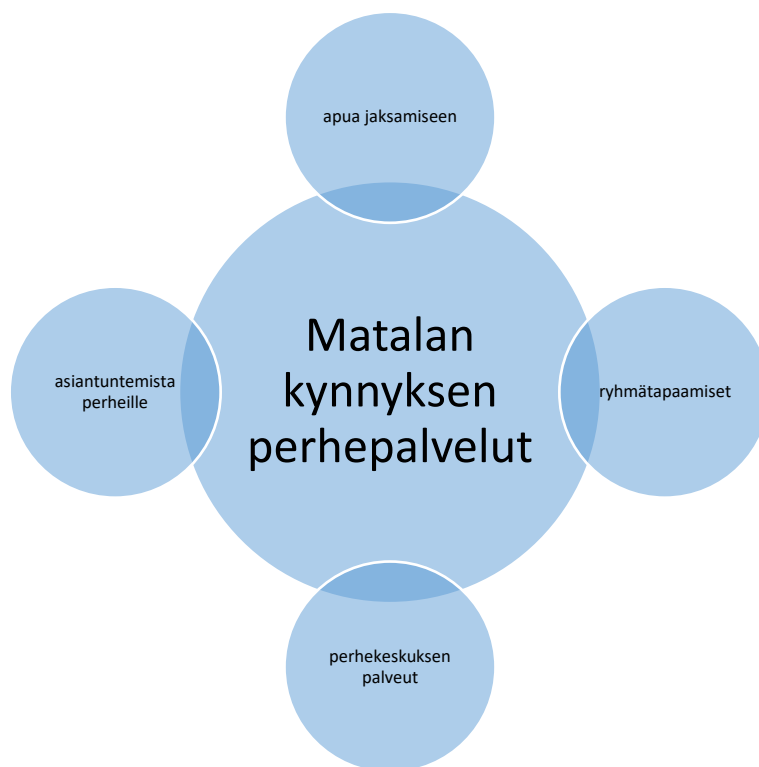 apua jaksamiseen
Matalan
kynnyksen
perhepalvelut
asiantuntemista
perheille
ryhmätapaamiset
perhekeskuksen
palveut